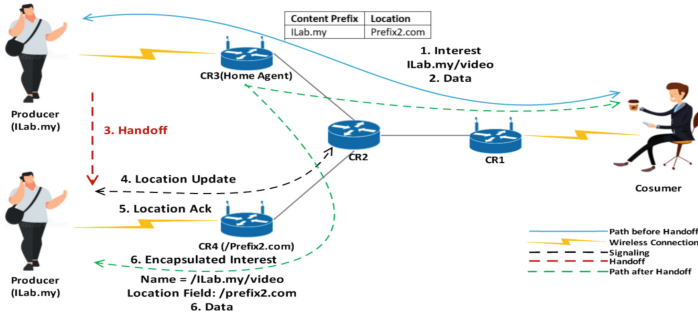 Content Prefix Location
ILab.my Prefix2.com
1. Interest
ILab.my/video
2. Data
CR3(Home Agent)
Producer
(ILab.my)
3. Handoff
CR2
CR1
Cosumer
4. Location Update
5. Location Ack
CR4 (/Prefix2.com)
6. Encapsulated Interest
Name = /ILab.my/video
Location Field: /prefix2.com
6. Data
Producer
(ILab.my)
Path before Handoff
Wireless Connection
Signaling
Handoff
Path after Handoff